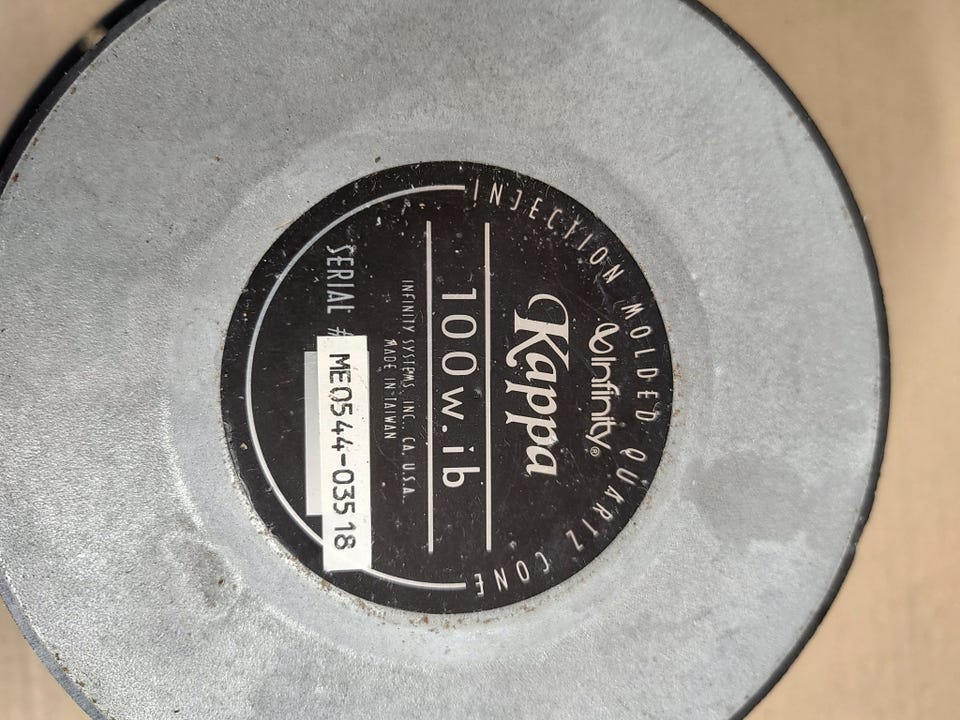 INJECTION MOLDED QUARTZ CONE
Infinity®
Kappa
100w.ib
INFINITY SYSTEMS, INC., CA, U.S.A.
MADE IN TAIWAN
SERIAL #
ME0544-03518